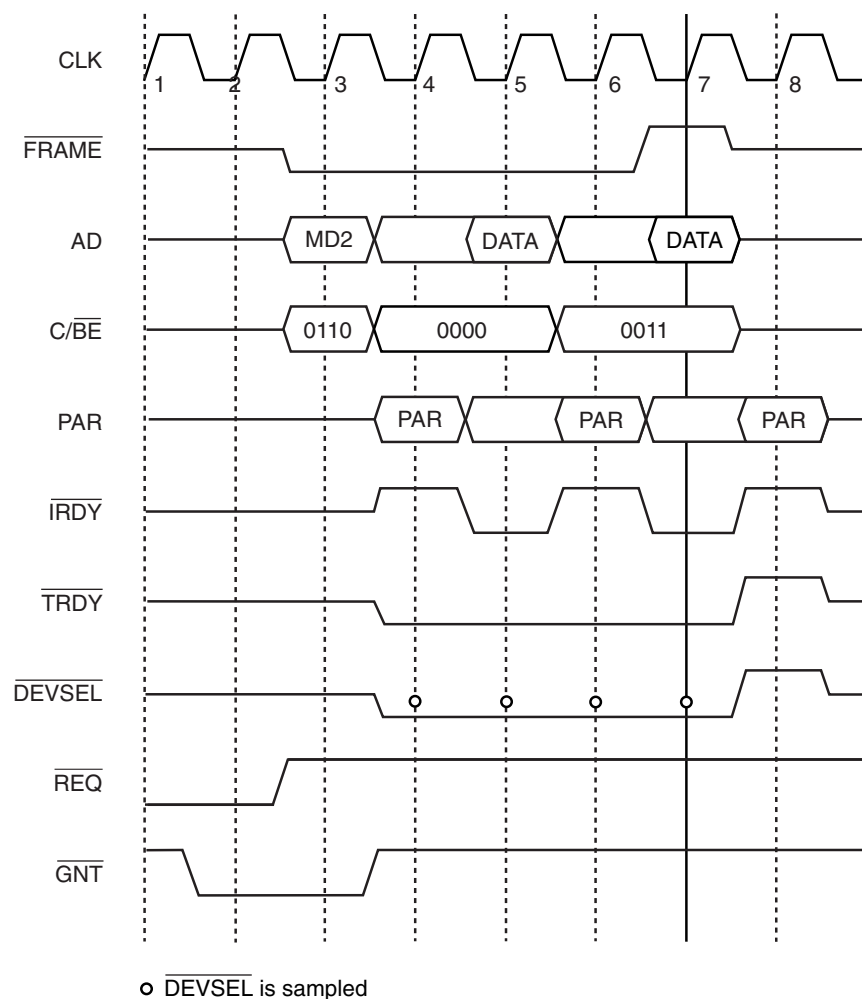 CLK
1 2 3 4 5 6 7 8
FRAME
AD MD2 DATA DATA
C/BE 0110 0000 0011
PAR PAR PAR PAR
IRDY
TRDY
DEVSEL
REQ
GNT
DEVSEL is sampled